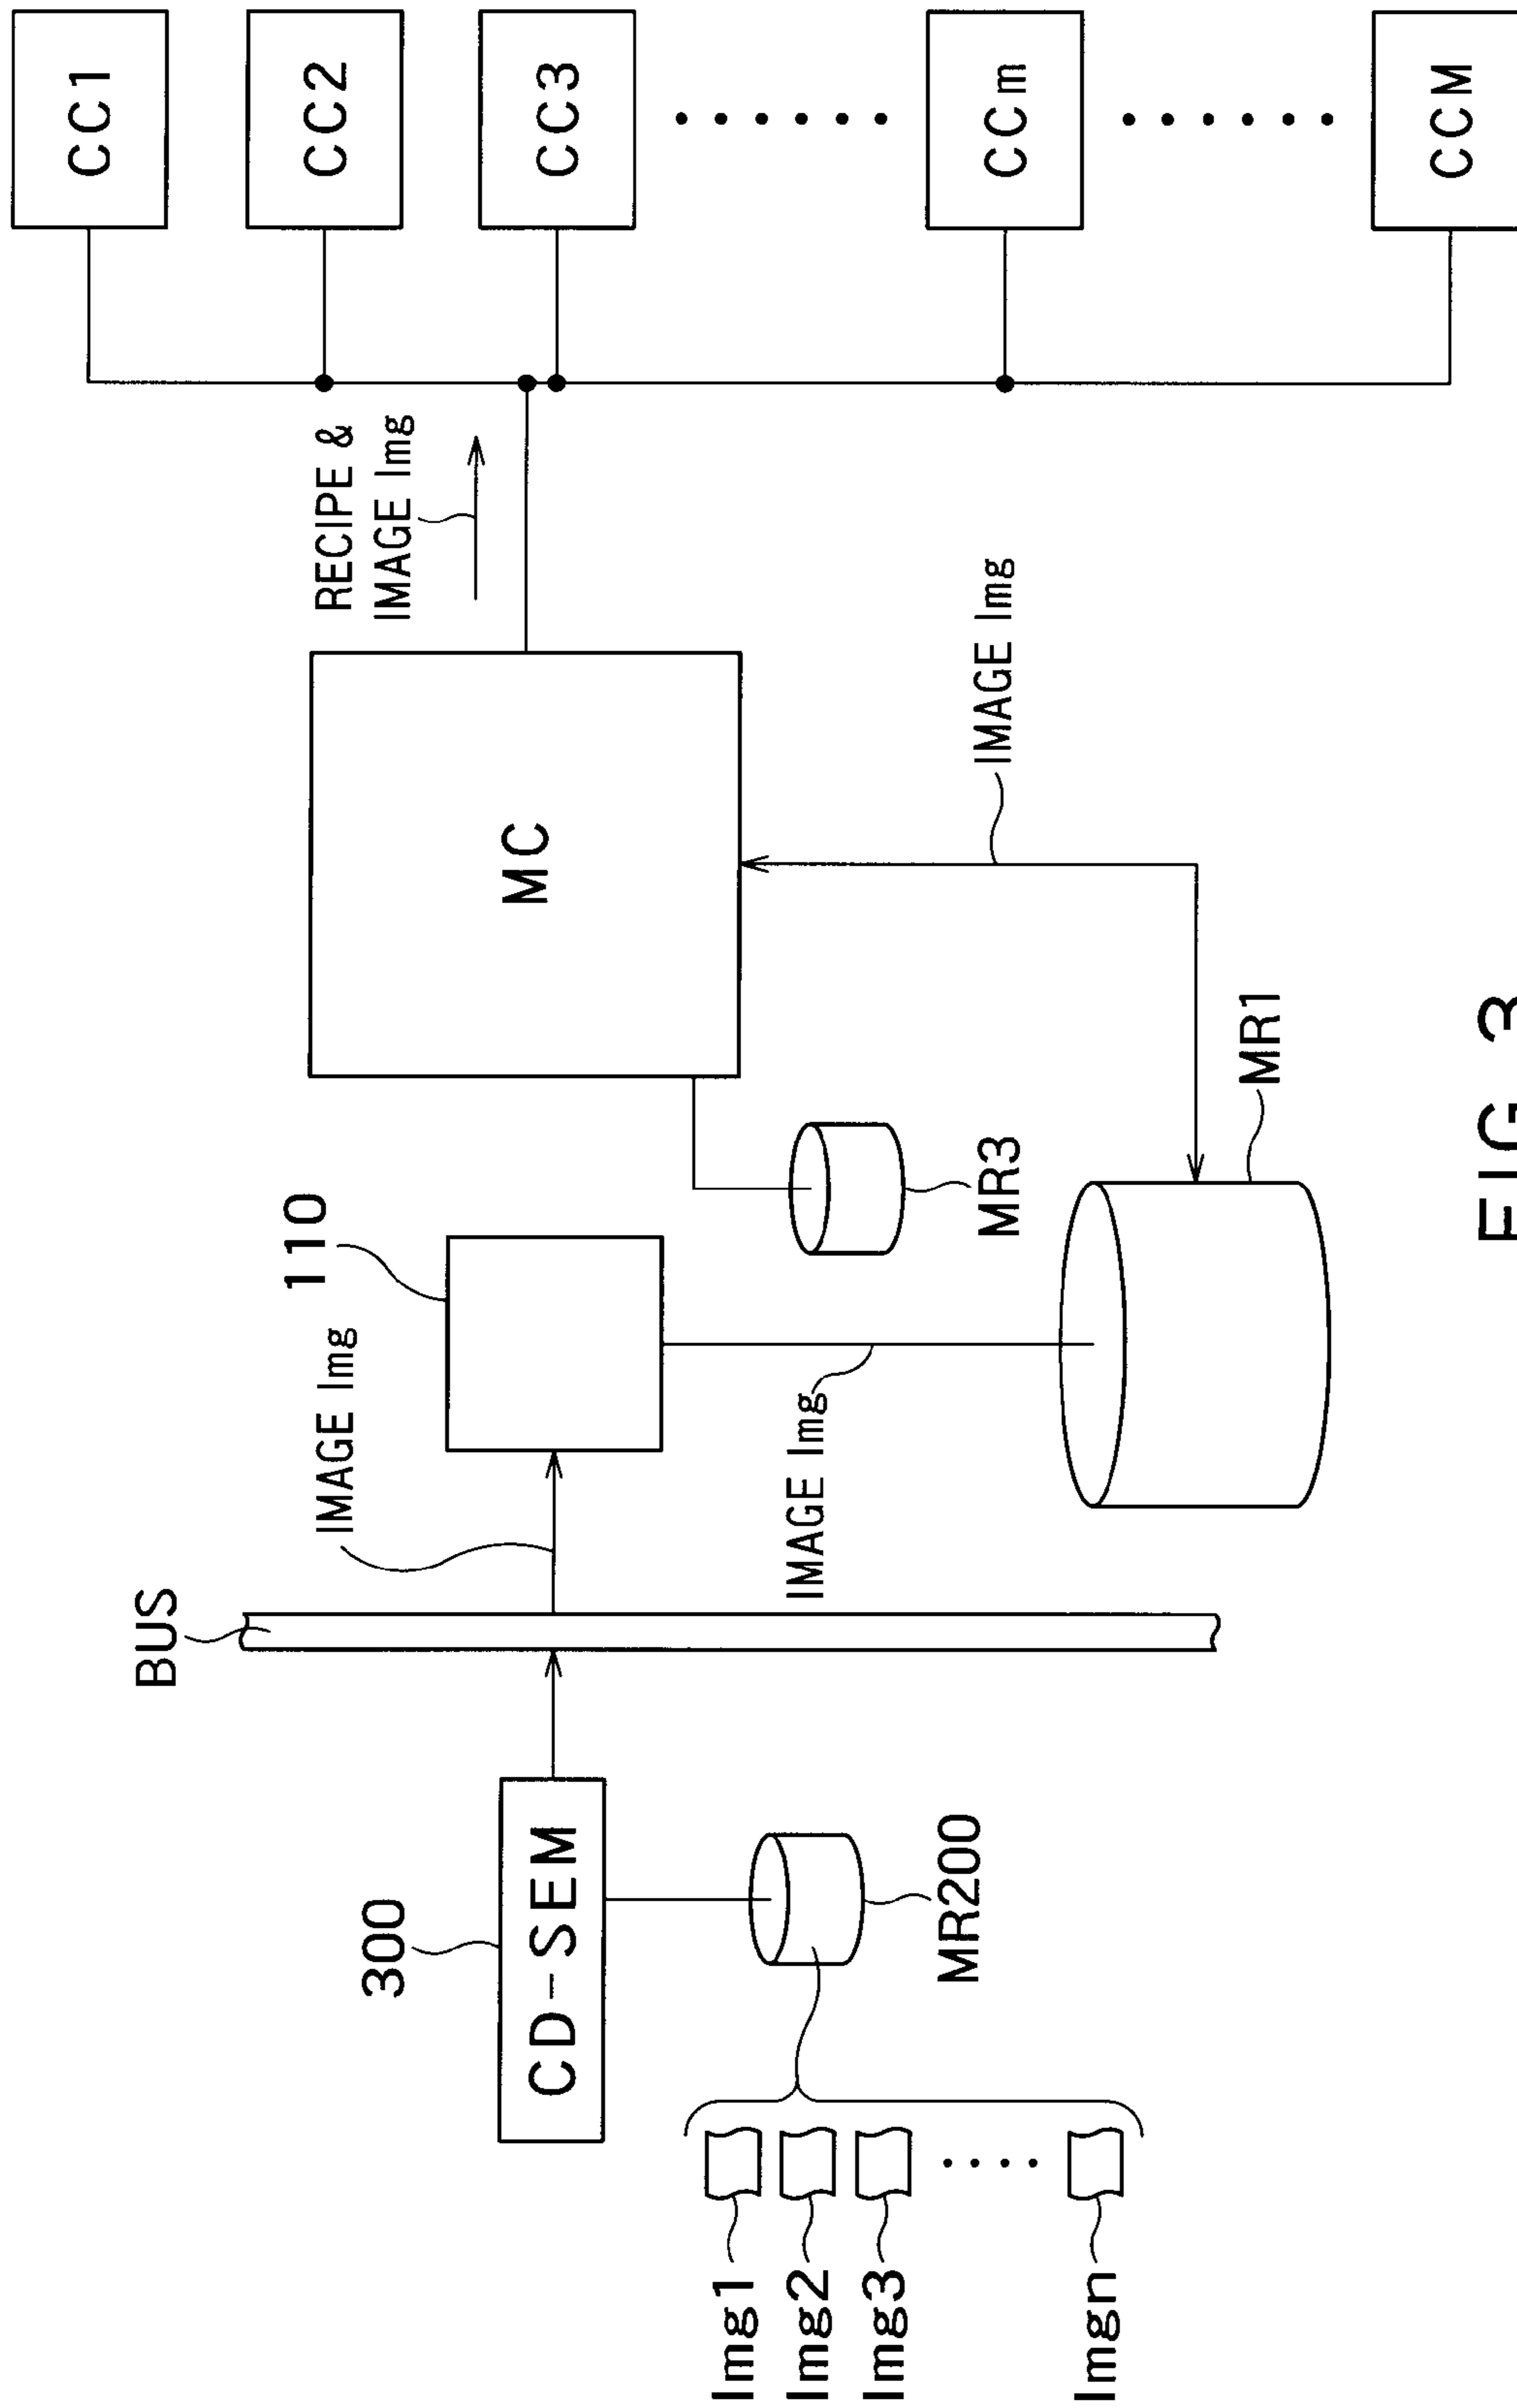 300
CD-SEM
MR200
Img1
Img2
Img3
Imgn
BUS
IMAGE Img
110
IMAGE Img
MR3
MR1
MC
IMAGE Img
RECIPE &
IMAGE Img
CC1
CC2
CC3
CCm
CCM
FIG. 3